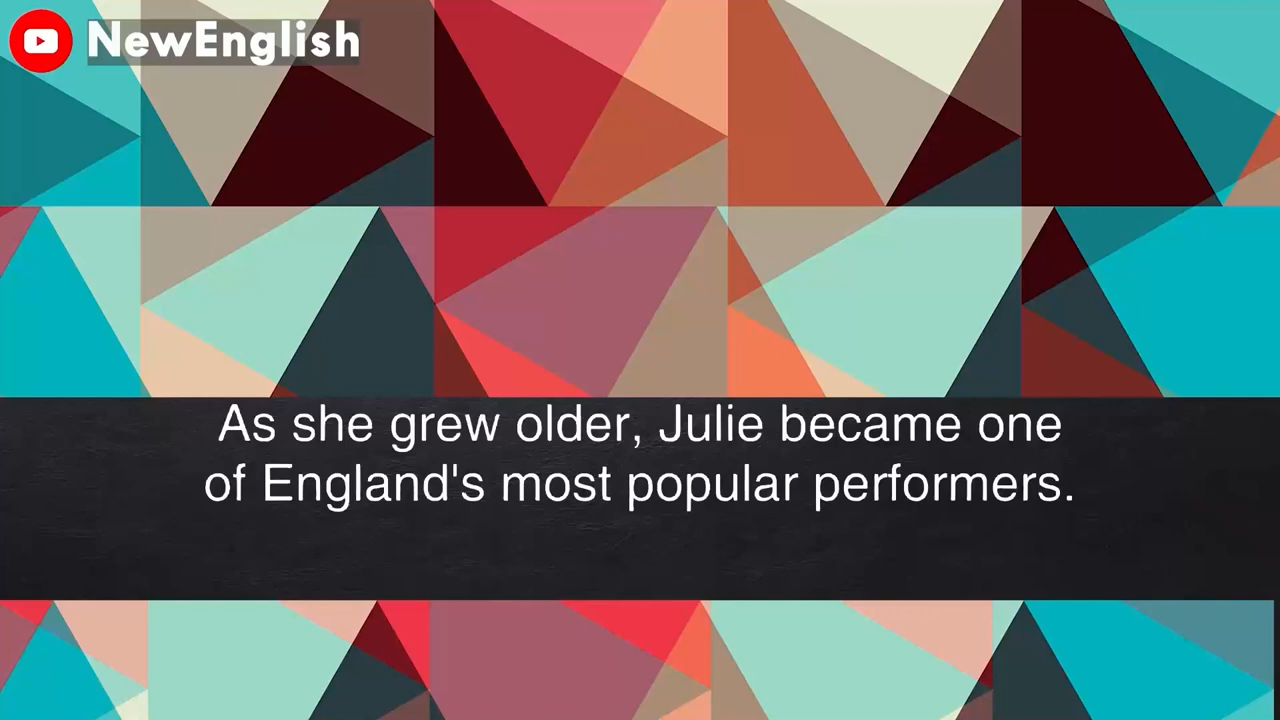 NewEnglish
As she grew older, Julie became one
of England's most popular performers.